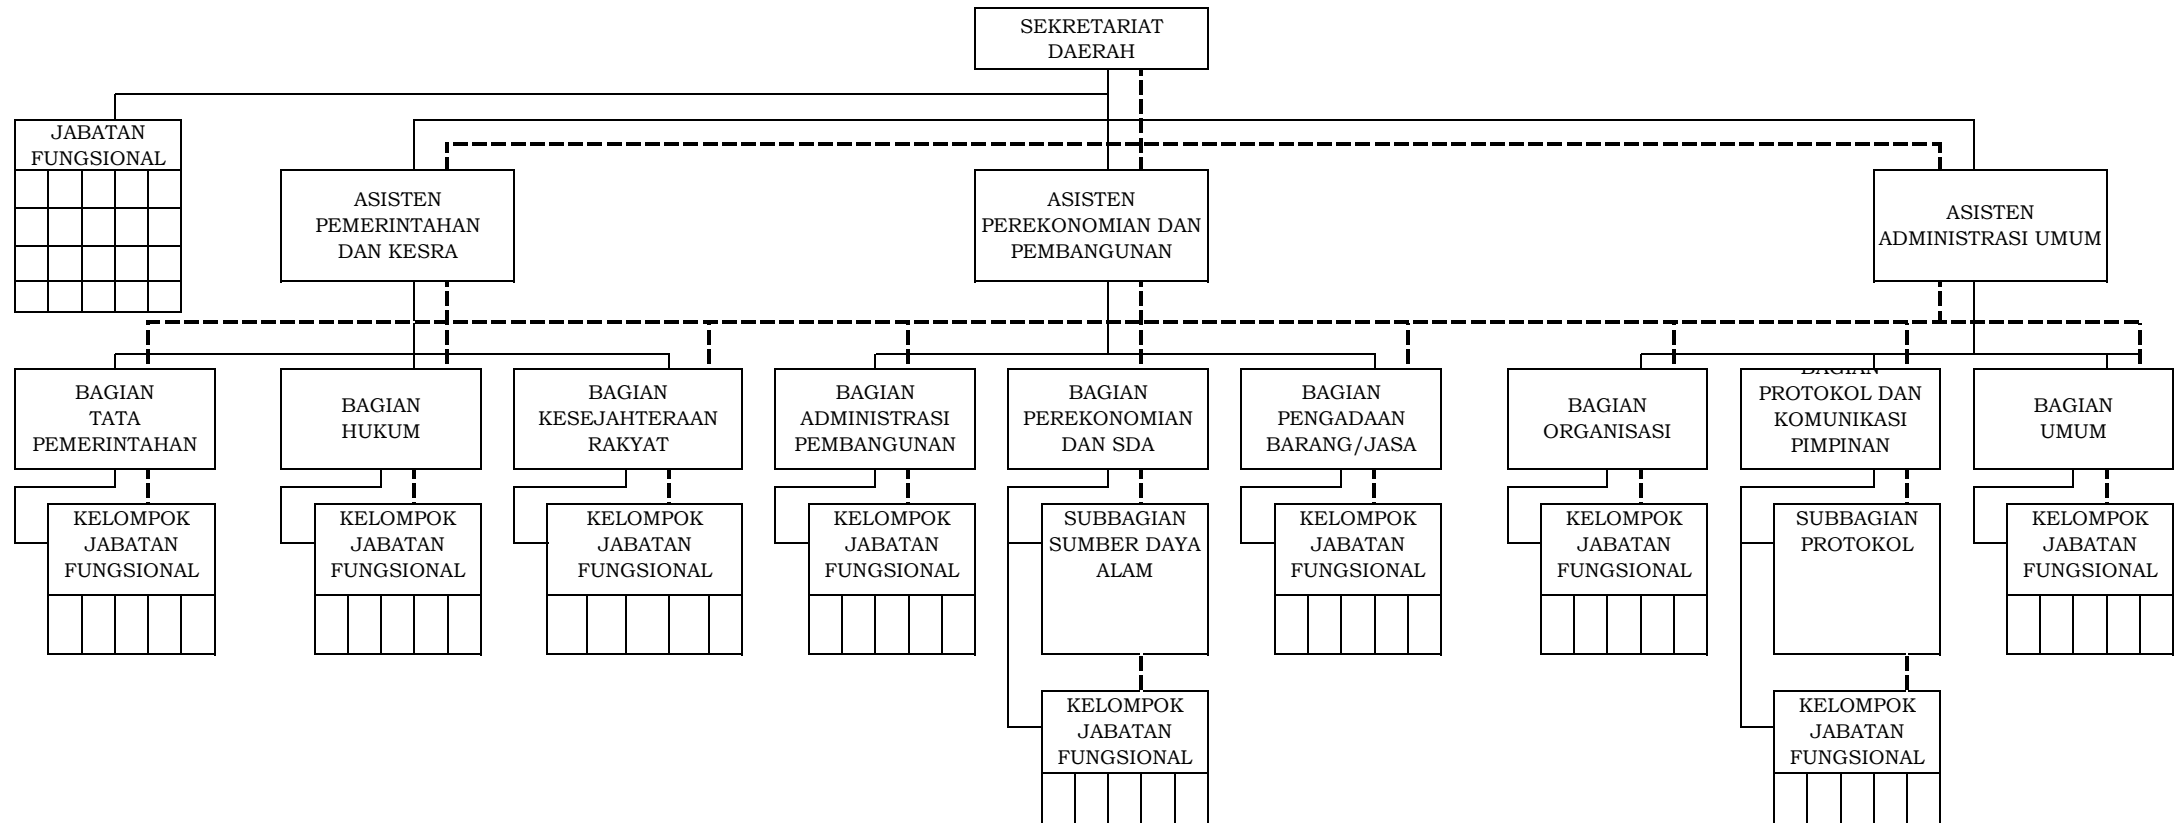 SEKRETARIAT
DAERAH
JABATAN
FUNGSIONAL
ASISTEN
PEMERINTAHAN
DAN KESRA
ASISTEN
PEREKONOMIAN DAN
PEMBANGUNAN
ASISTEN
ADMINISTRASI UMUM
BAGIAN
TATA
PEMERINTAHAN
BAGIAN
HUKUM
BAGIAN
KESEJAHTERAAN
RAKYAT
BAGIAN
ADMINISTRASI
PEMBANGUNAN
BAGIAN
PEREKONOMIAN
DAN SDA
BAGIAN
PENGADAAN
BARANG/JASA
BAGIAN
ORGANISASI
BAGIAN
PROTOKOL DAN
KOMUNIKASI
PIMPINAN
BAGIAN
UMUM
KELOMPOK
JABATAN
FUNGSIONAL
KELOMPOK
JABATAN
FUNGSIONAL
KELOMPOK
JABATAN
FUNGSIONAL
KELOMPOK
JABATAN
FUNGSIONAL
SUBBAGIAN
SUMBER DAYA
ALAM
KELOMPOK
JABATAN
FUNGSIONAL
KELOMPOK
JABATAN
FUNGSIONAL
SUBBAGIAN
PROTOKOL
KELOMPOK
JABATAN
FUNGSIONAL
KELOMPOK
JABATAN
FUNGSIONAL
KELOMPOK
JABATAN
FUNGSIONAL